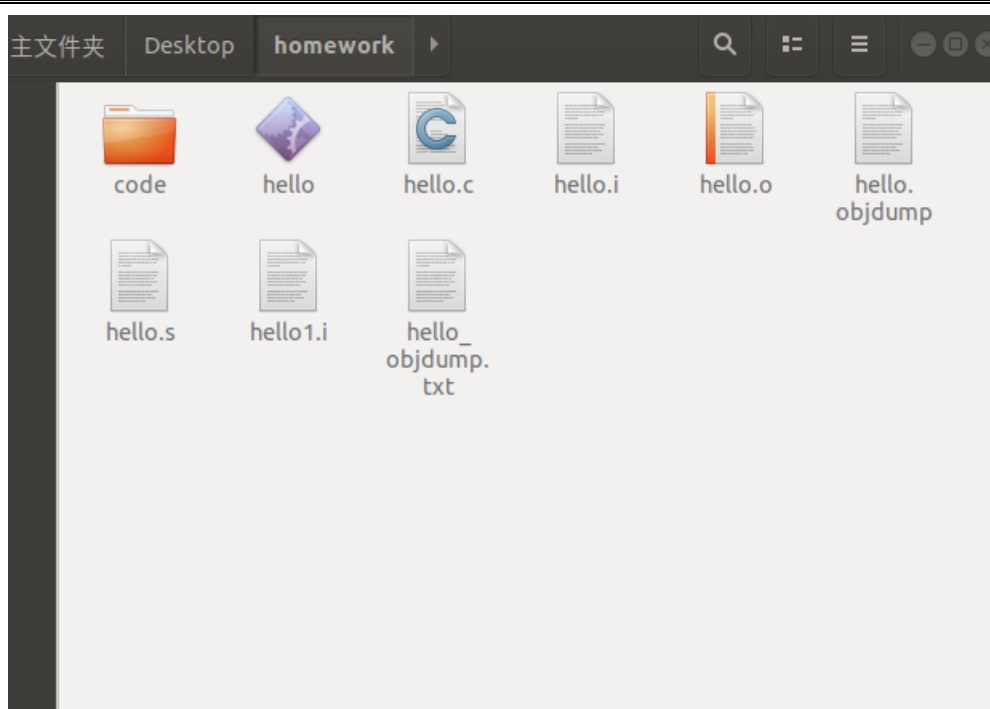 主文件夹 Desktop homework
code hello hello.c hello.i hello.o hello.
objdump
hello.s hello1.i hello_
objdump.
txt